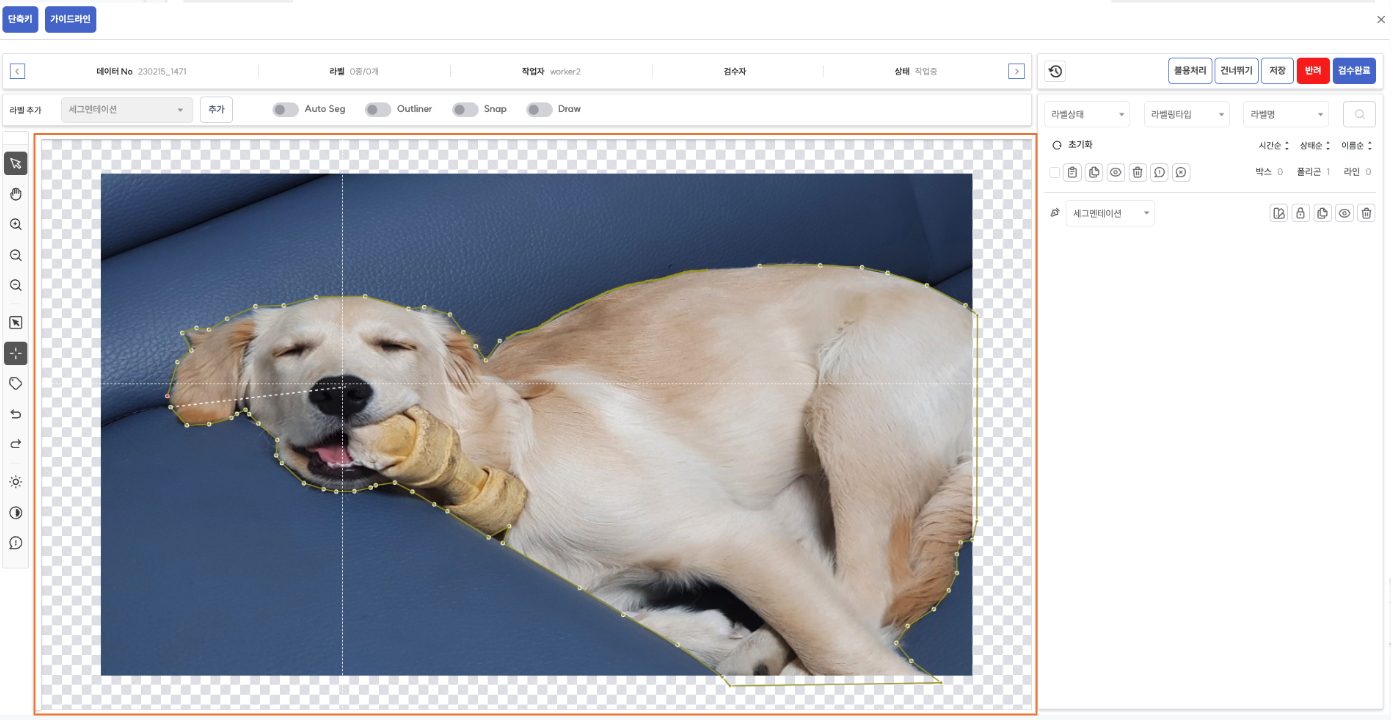 단축키 가이드라인
데이터 No 230215_1471 라벨 0종/0개 작업자 worker2 검수자 상태 작업중
불용처리 건너뛰기 저장 반려 검수완료
라벨 추가 세그멘테이션 추가 Auto Seg Outliner Snap Draw
라벨상태 라벨링타입 라벨명
초기화 시간순 상태순 이름순
박스 0 폴리곤 1 라인 0
세그멘테이션